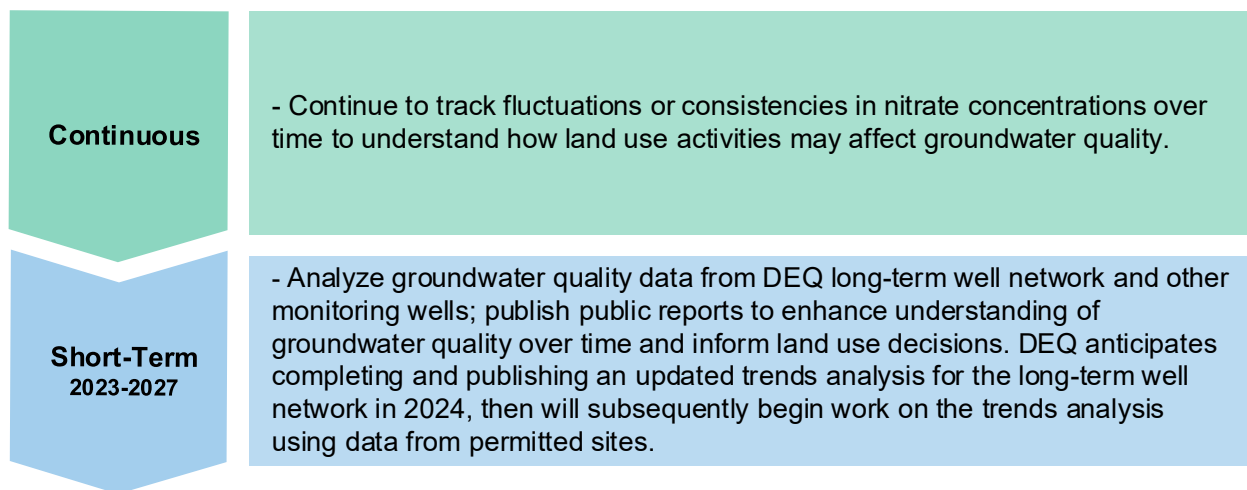 Continuous
- Continue to track fluctuations or consistencies in nitrate concentrations over
time to understand how land use activities may affect groundwater quality.
Short-Term
2023-2027
- Analyze groundwater quality data from DEQ long-term well network and other
monitoring wells; publish public reports to enhance understanding of
groundwater quality over time and inform land use decisions. DEQ anticipates
completing and publishing an updated trends analysis for the long-term well
network in 2024, then will subsequently begin work on the trends analysis
using data from permitted sites.